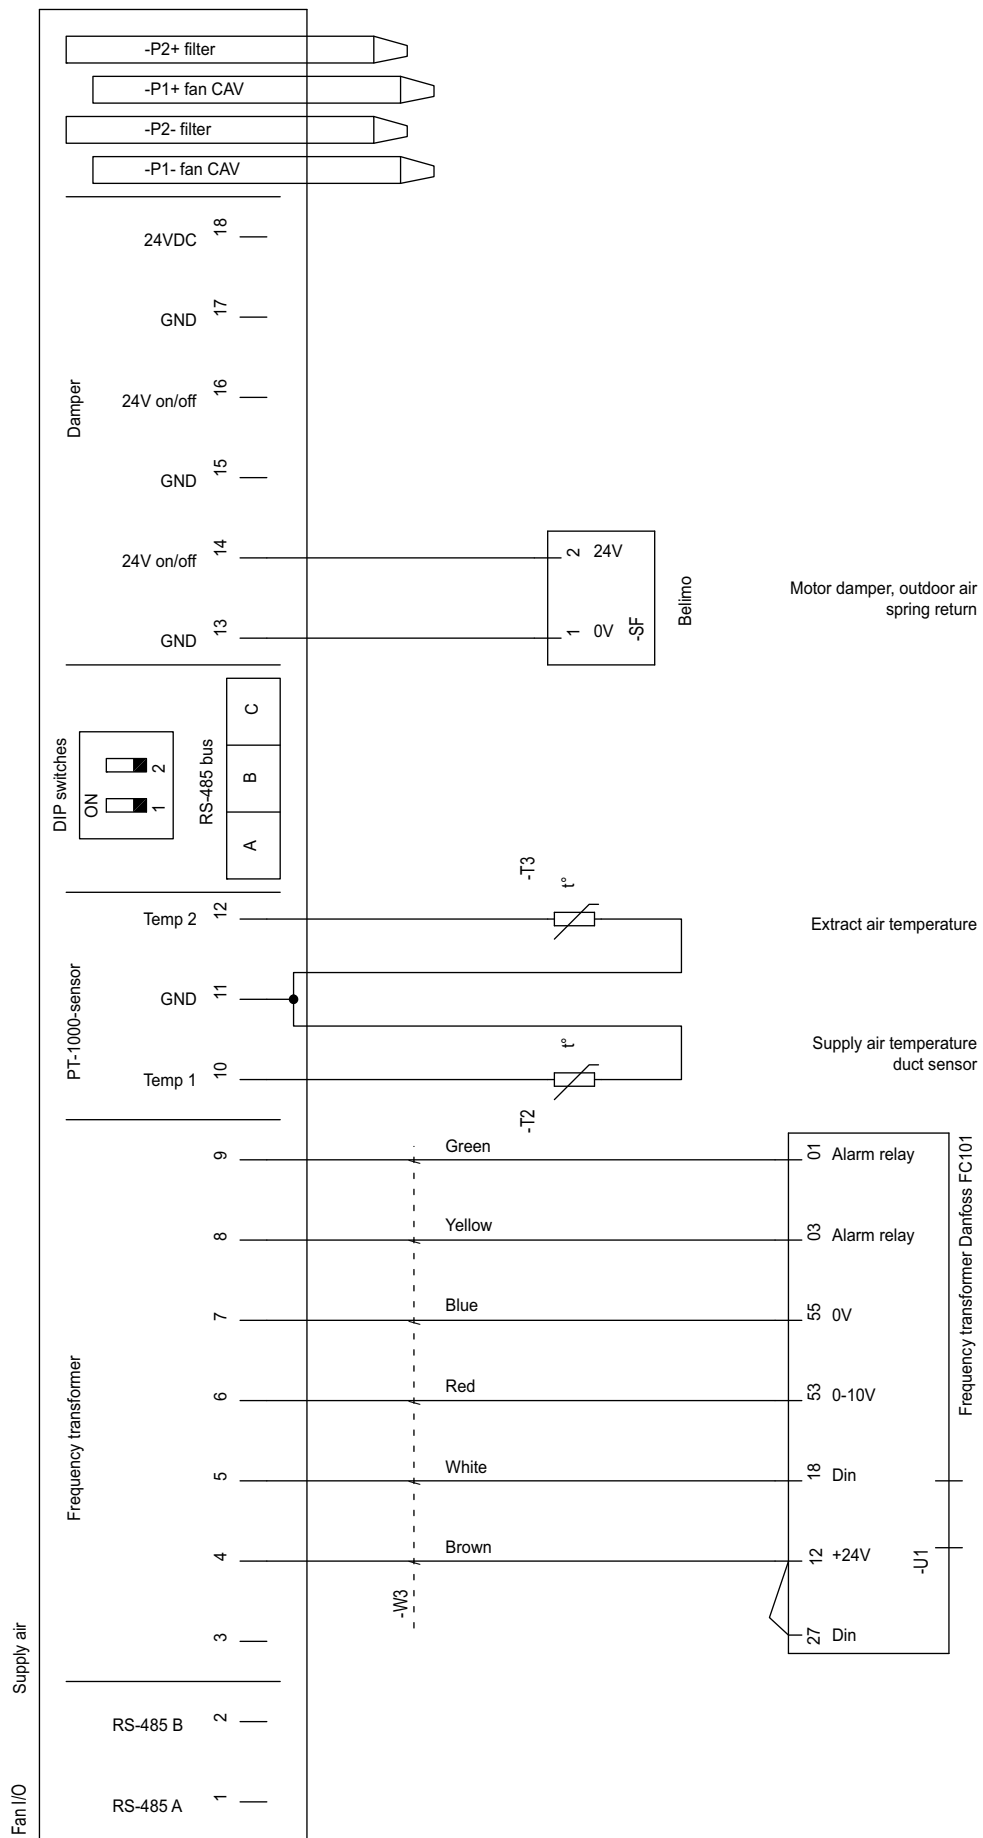 -P2+ filter
-P1+ fan CAV
-P2- filter
-P1- fan CAV
24VDC 18
GND 17
24V on/off 16
Damper
GND 15
24V on/off 14
2 24V
GND 13
1 0V
-SF
Belimo
Motor damper, outdoor air
spring return
DIP switches
ON
1
2
RS-485 bus
A
B
C
PT-1000-sensor
Temp 2 12
-T3
t°
Extract air temperature
GND 11
Temp 1 10
-T2
t°
Supply air temperature
duct sensor
Frequency transformer
9 Green 01 Alarm relay
8 Yellow 03 Alarm relay
7 Blue 55 0V
6 Red 53 0-10V
5 White 18 Din
4 Brown 12 +24V
-W3
-U1
3
27 Din
Frequency transformer Danfoss FC101
RS-485 B 2
RS-485 A 1
Fan I/O
Supply air